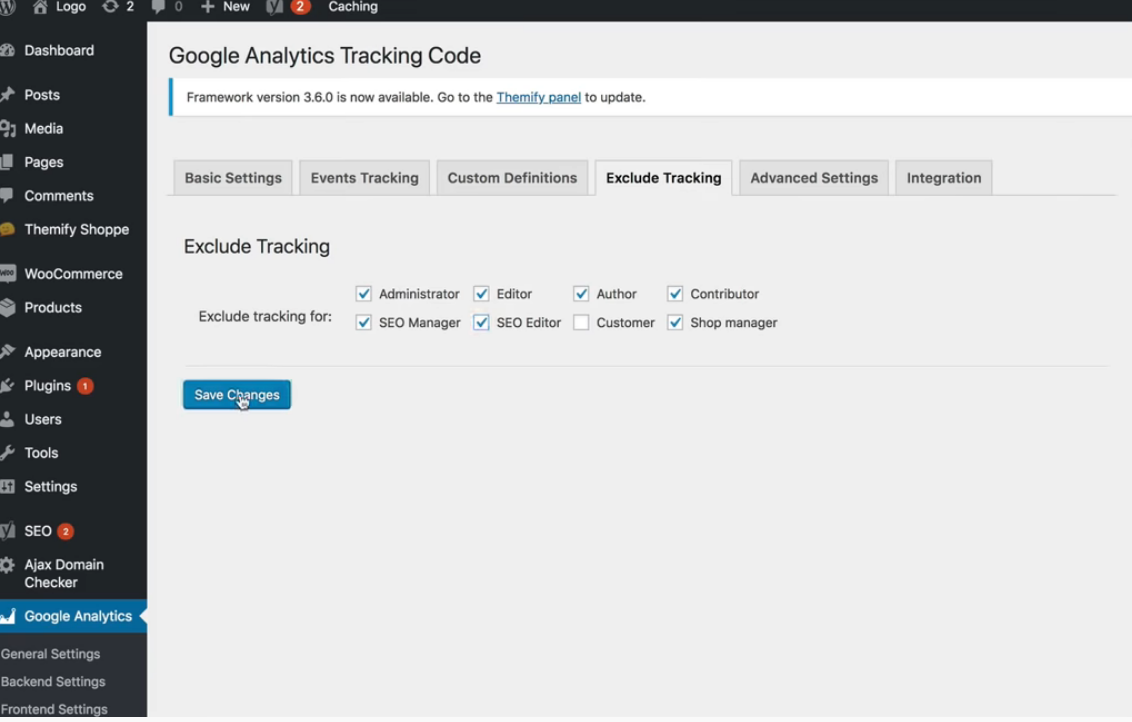 Logo 2 0 New 2 Caching
Dashboard
Posts
Media
Pages
Comments
Themify Shoppe
WooCommerce
Products
Appearance
Plugins 1
Users
Tools
Settings
SEO 2
Ajax Domain
Checker
Google Analytics
General Settings
Backend Settings
Frontend Settings
Google Analytics Tracking Code
Framework version 3.6.0 is now available. Go to the Themify panel to update.
Basic Settings Events Tracking Custom Definitions Exclude Tracking Advanced Settings Integration
Exclude Tracking
Exclude tracking for:
Administrator Editor Author Contributor
SEO Manager SEO Editor Customer Shop manager
Save Changes